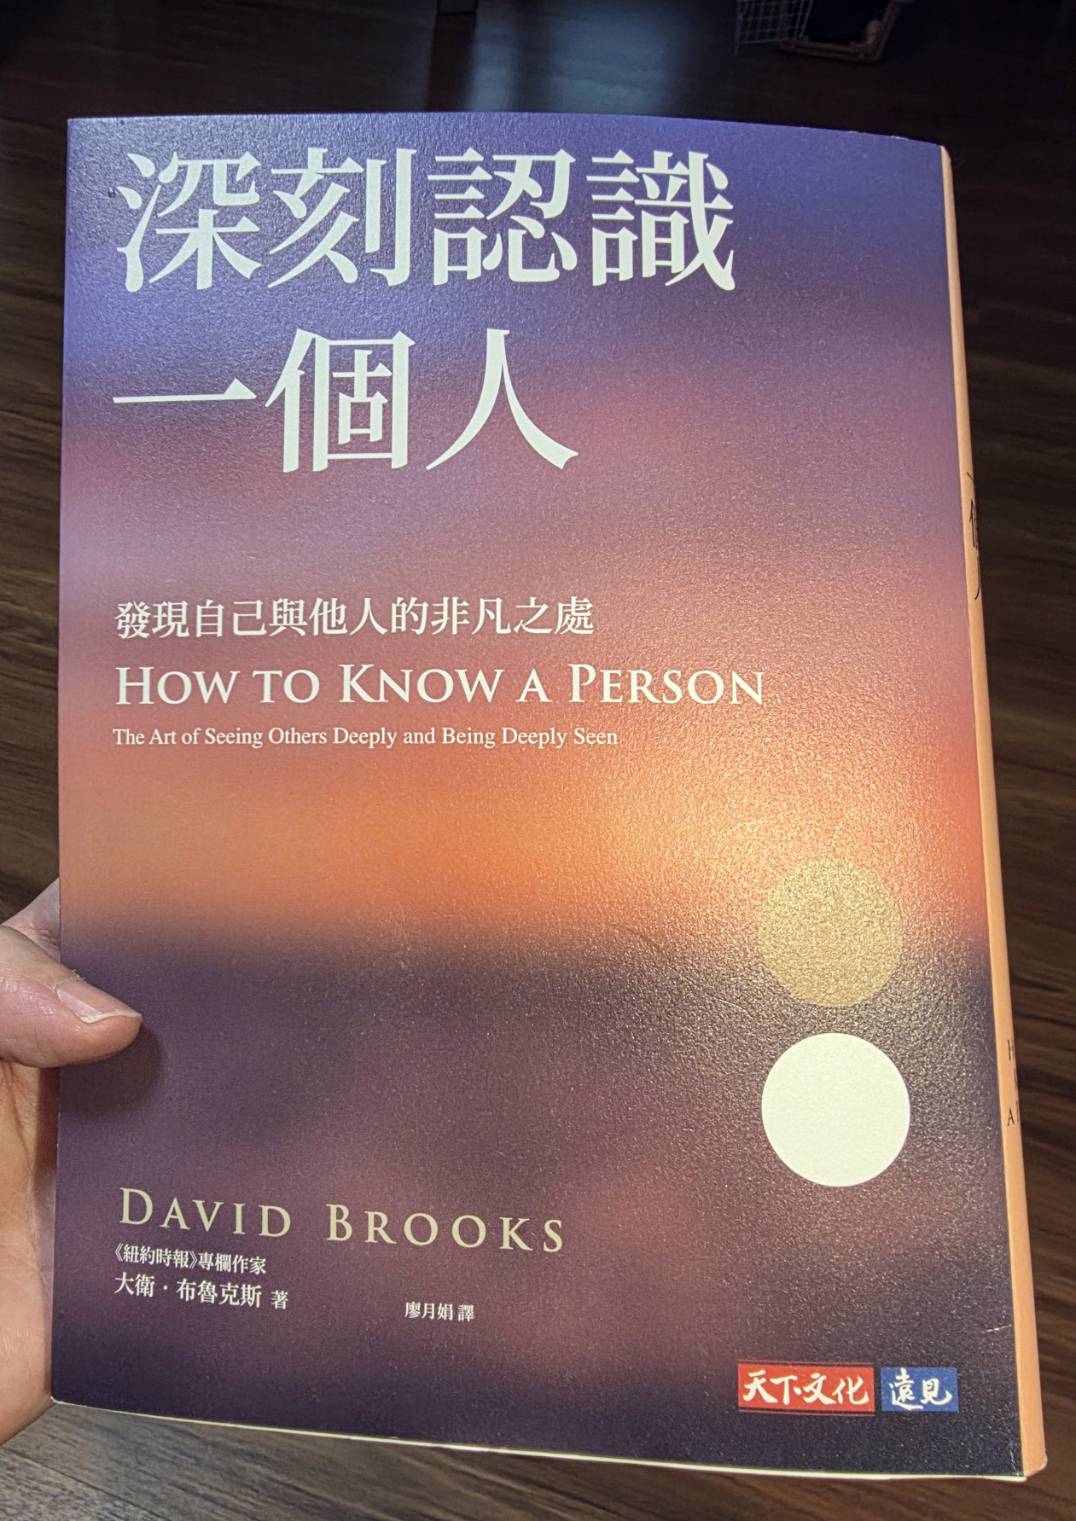 深刻認識
一個人
發現自己與他人的非凡之處
HOW TO KNOW A PERSON
The Art of Seeing Others Deeply and Being Deeply Seen
DAVID BROOKS
《紐約時報》專欄作家
大衛・布魯克斯 著
廖月娟 譯
天下文化 遠見